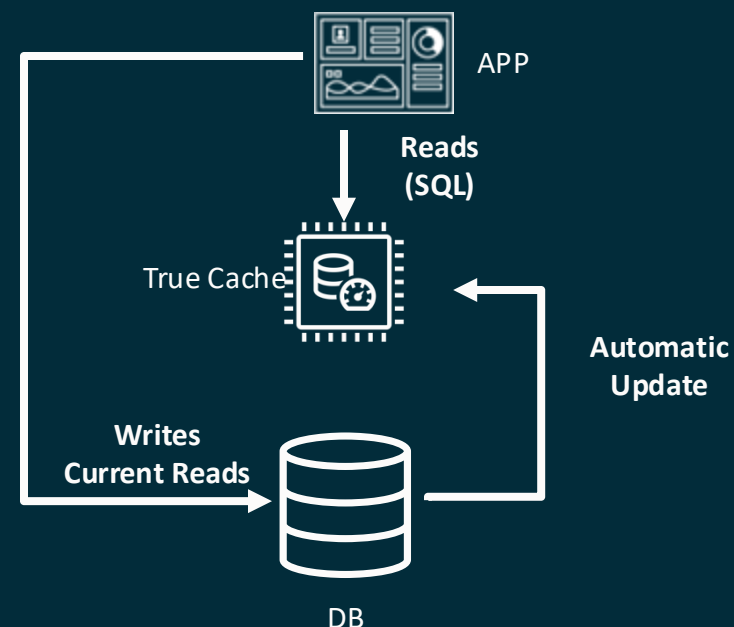 APP
Reads
(SQL)
True Cache
Automatic
Update
Writes
Current Reads
DB